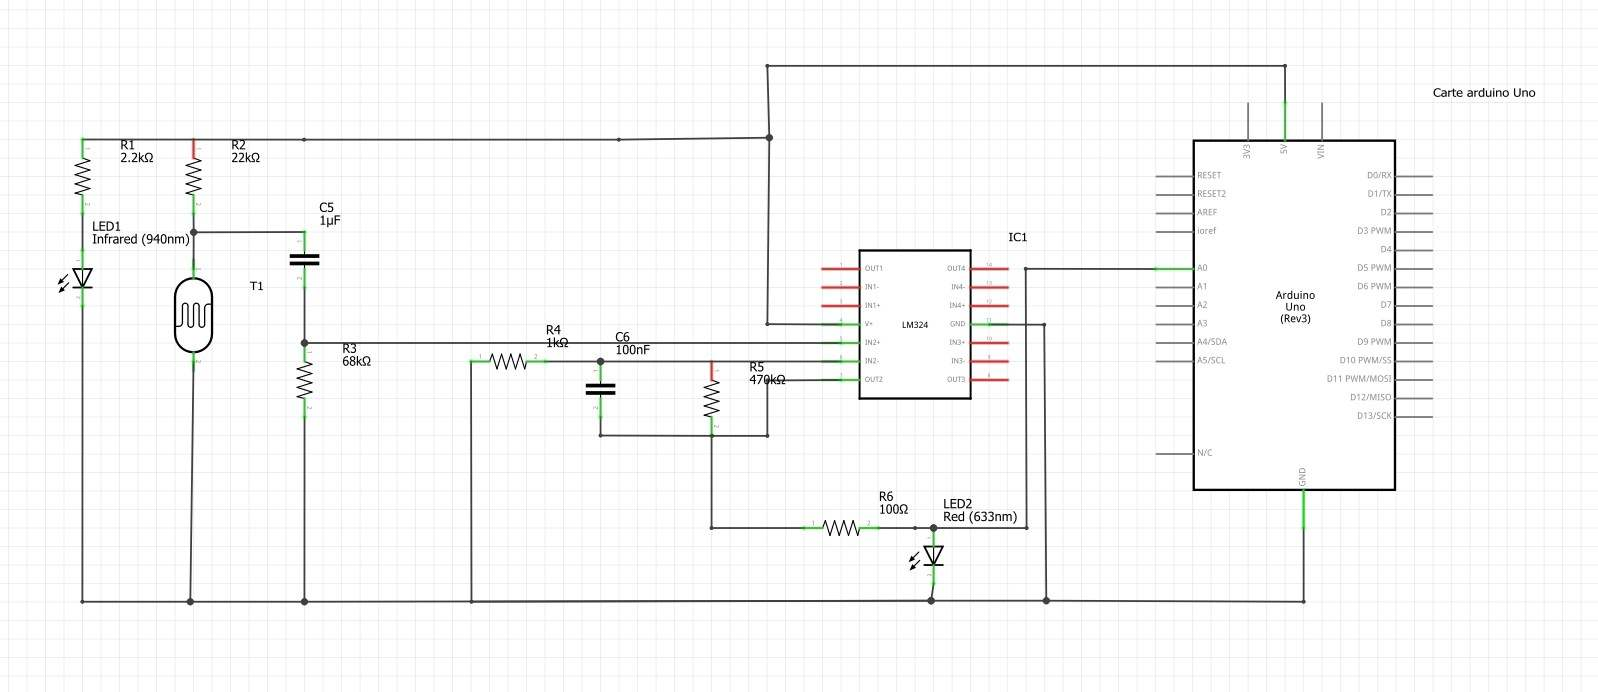 Carte arduino Uno
R1
2.2kΩ
R2
22kΩ
3V3
5V
VIN
RESET
RESET2
AREF
ioref
A0
A1
A2
A3
A4/SDA
A5/SCL
N/C
D0/RX
D1/TX
D2
D3 PWM
D4
D5 PWM
D6 PWM
D7
D8
D9 PWM
D10 PWM/SS
D11 PWM/MOSI
D12/MISO
D13/SCK
Arduino
Uno
(Rev3)
GND
C5
1µF
LED1
Infrared (940nm)
T1
IC1
OUT1
IN1-
IN1+
V+
IN2+
IN2-
OUT2
LM324
OUT4
IN4-
IN4+
GND
IN3+
IN3-
OUT3
R3
68kΩ
R4
1kΩ
C6
100nF
R5
470kΩ
R6
100Ω
LED2
Red (633nm)